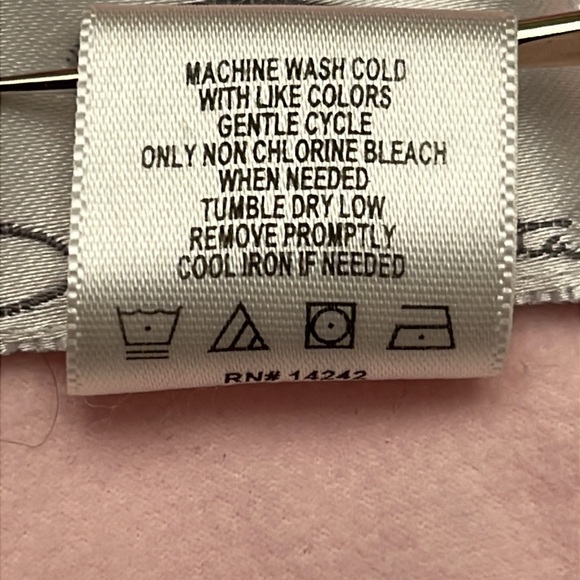 MACHINE WASH COLD
WITH LIKE COLORS
GENTLE CYCLE
ONLY NON CHLORINE BLEACH
WHEN NEEDED
TUMBLE DRY LOW
REMOVE PROMPTLY
COOL IRON IF NEEDED
RN# 14242